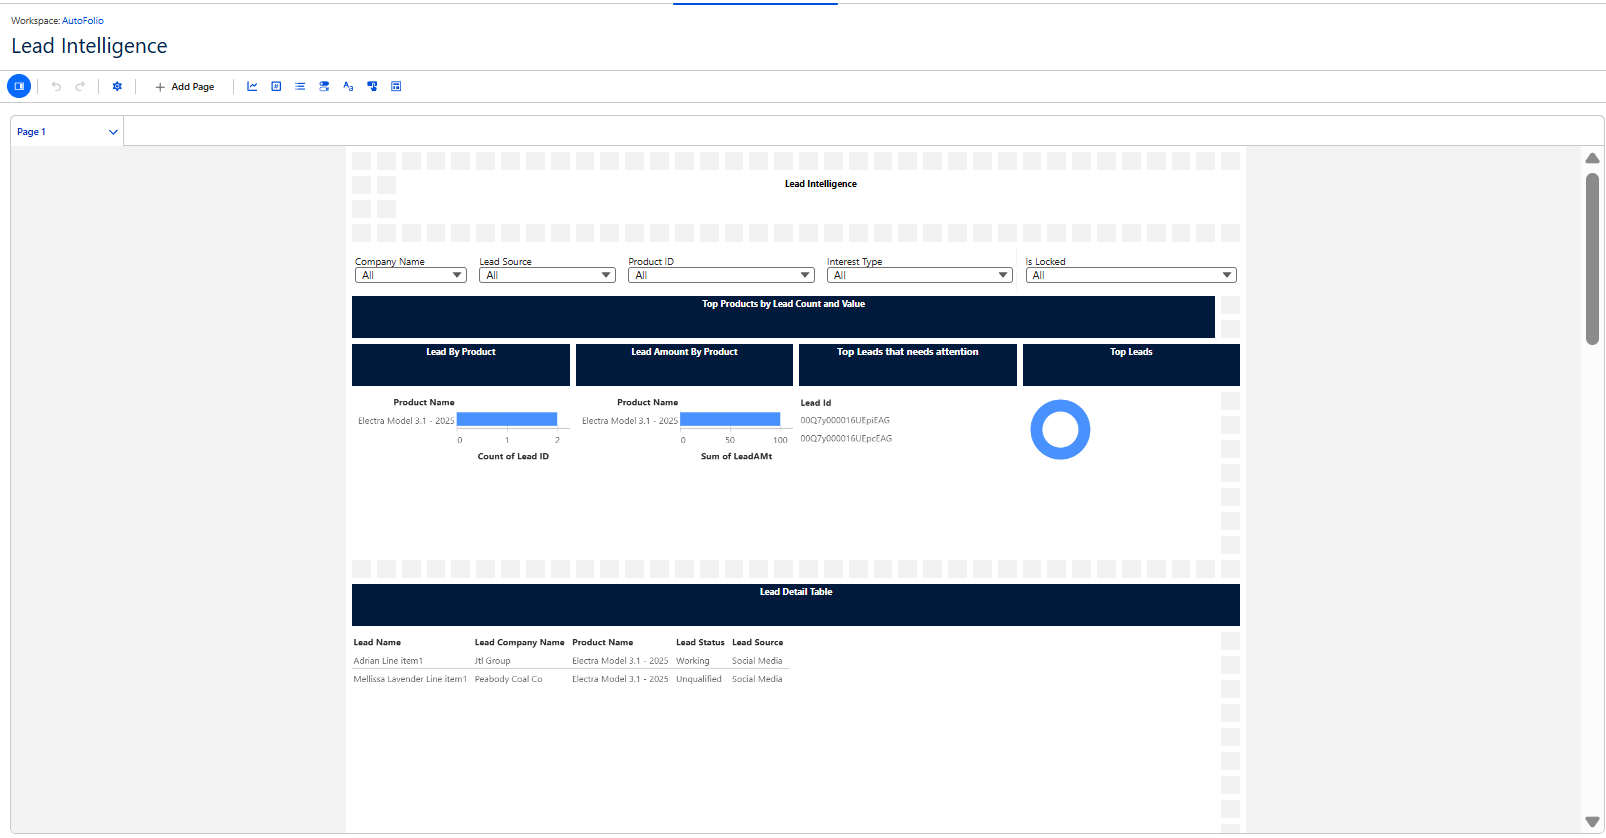 Workspace: AutoFolio
Lead Intelligence
Add Page
Page 1
Lead Intelligence
Company Name Lead Source Product ID Interest Type Is Locked
All All All All All
Top Products by Lead Count and Value
Lead By Product Lead Amount By Product Top Leads that needs attention Top Leads
Product Name Product Name Lead Id
Electra Model 3.1 - 2025 Electra Model 3.1 - 2025 00Q7y000016UEpiEAG
00Q7y000016UEpcEAG
0 1 2 0 50 100
Count of Lead ID Sum of LeadAMt
Lead Detail Table
Lead Name Lead Company Name Product Name Lead Status Lead Source
Adrian Line item1 Jtl Group Electra Model 3.1 - 2025 Working Social Media
Mellissa Lavender Line item1 Peabody Coal Co Electra Model 3.1 - 2025 Unqualified Social Media